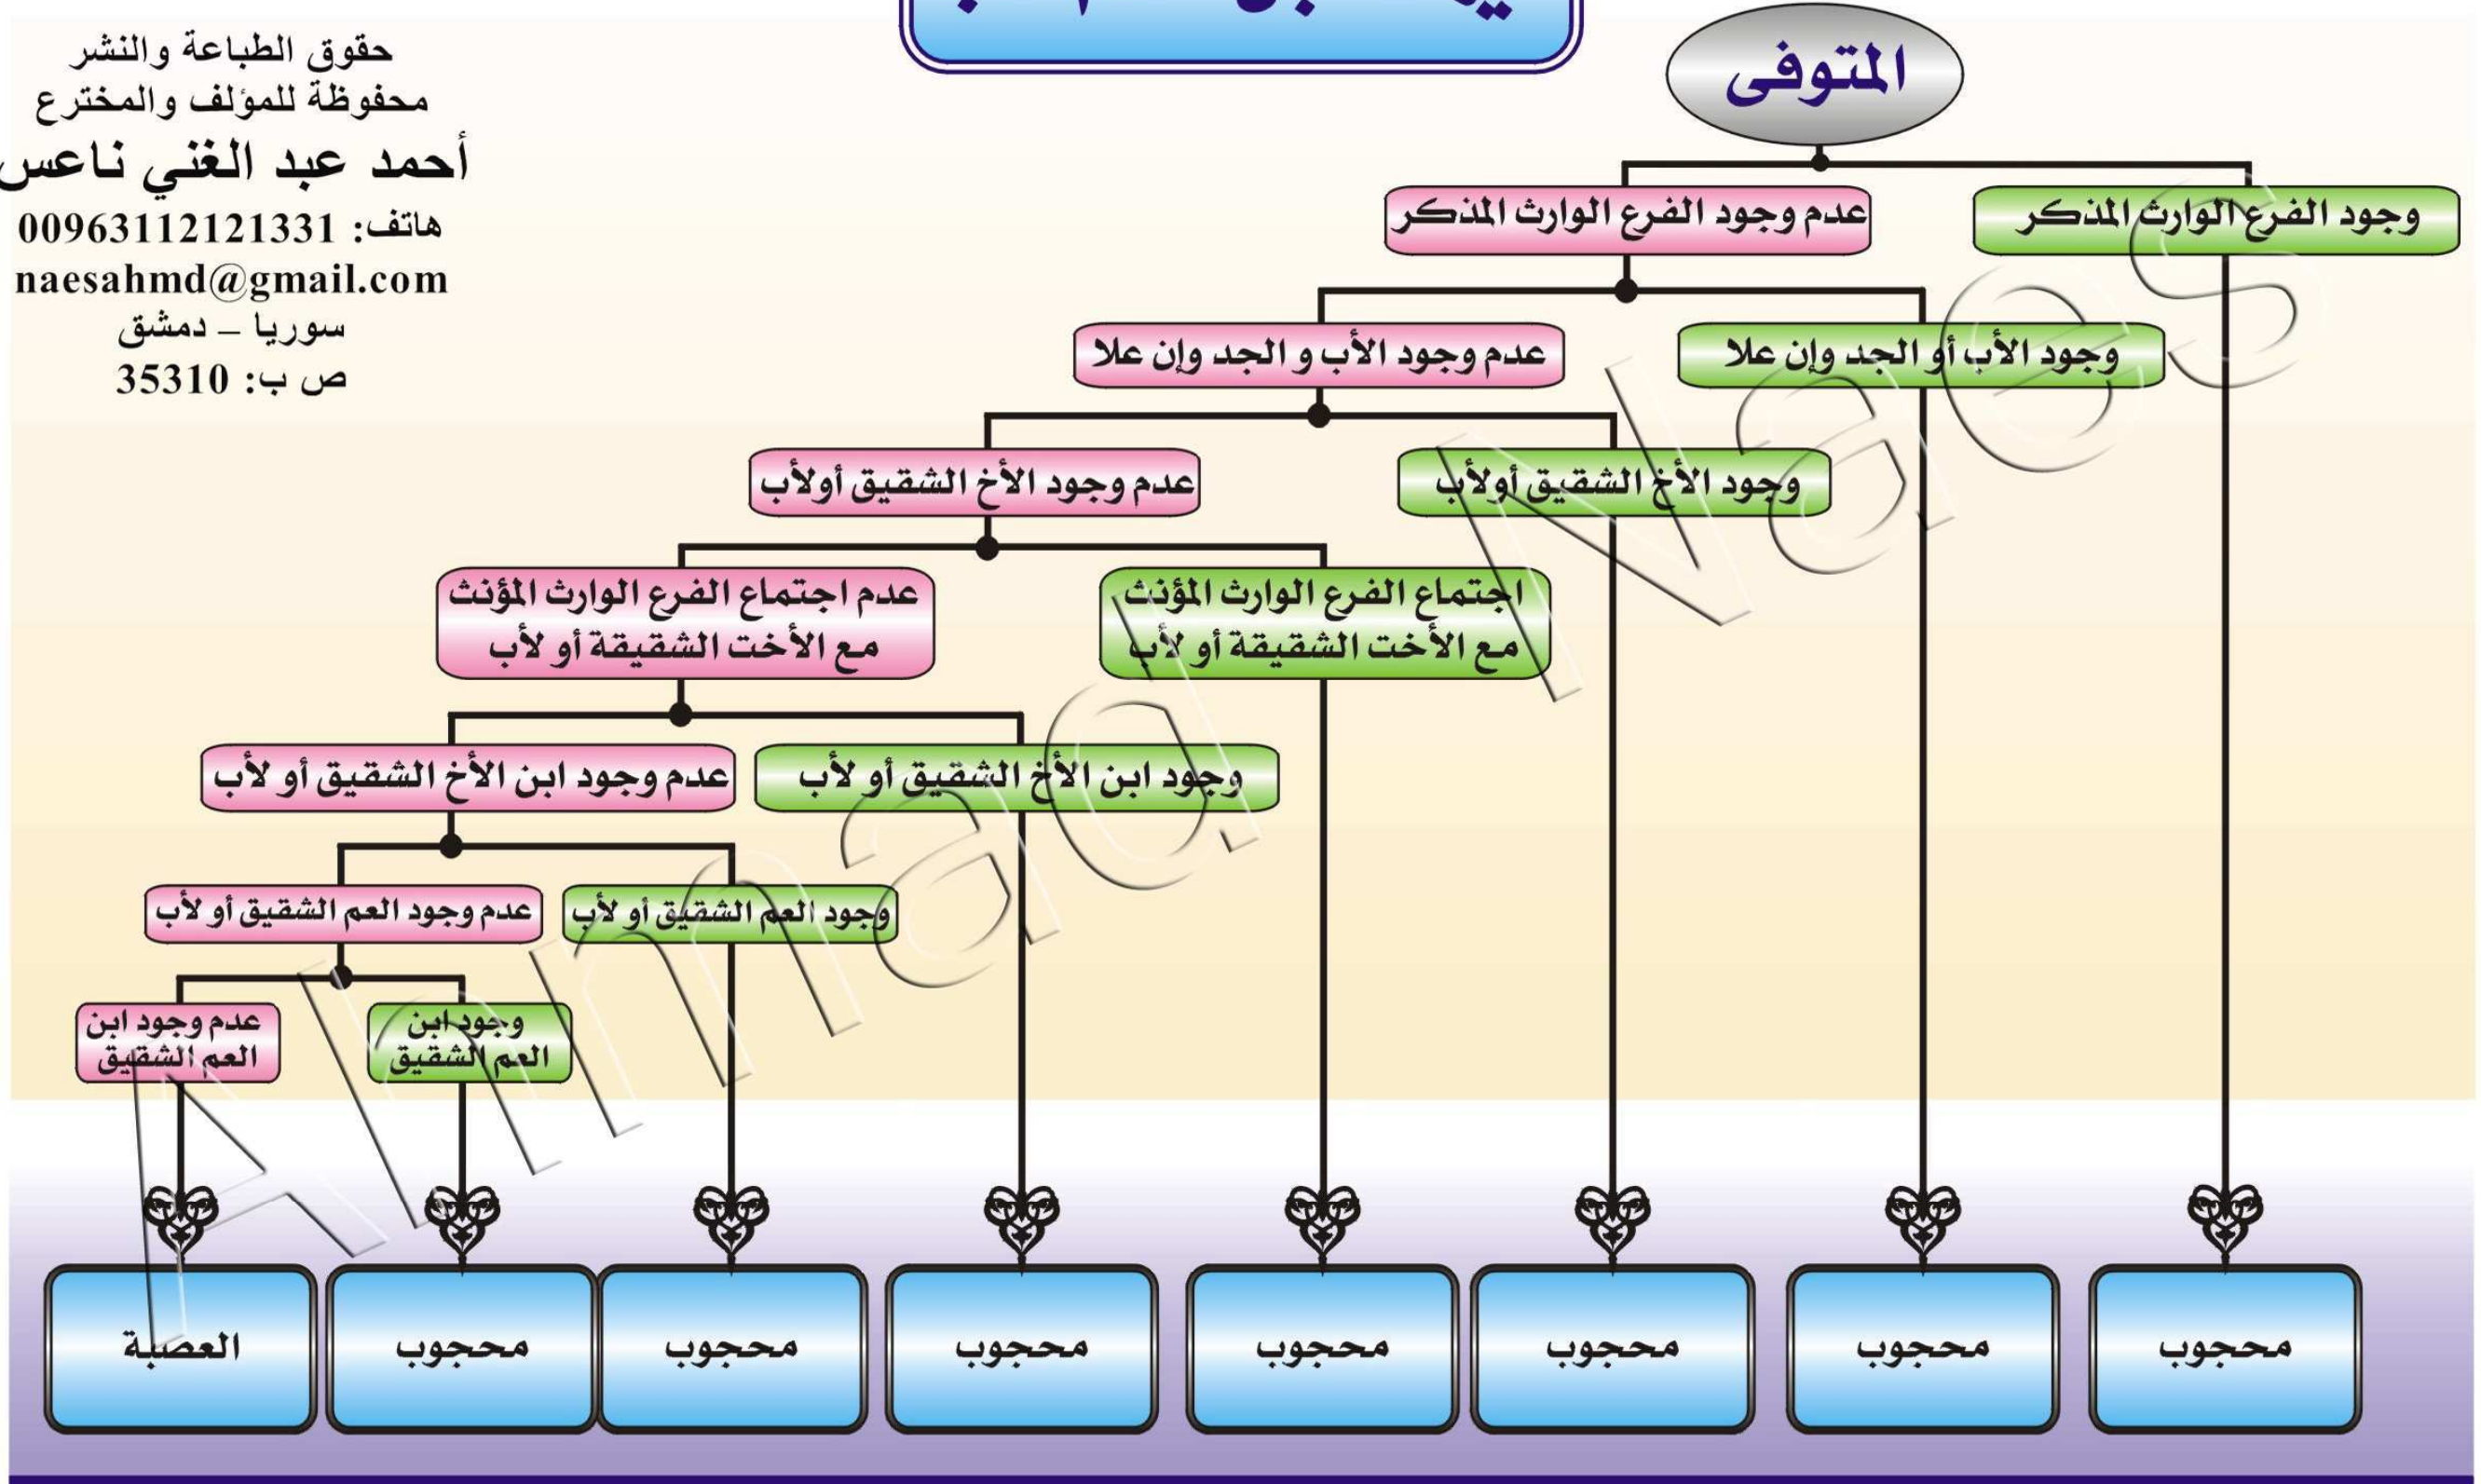 حقوق الطباعة والنشر
محفوظة للمؤلف والمخترع
أحمد عبد الغني ناعس
هاتف: 00963112121331
naesahmd@gmail.com
سوريا – دمشق
ص ب: 35310
المتوفى
وجود الفرع الوارث المذكر
عدم وجود الفرع الوارث المذكر
وجود الأب أو الجد وإن علا
عدم وجود الأب و الجد وإن علا
وجود الأخ الشقيق أولأب
عدم وجود الأخ الشقيق أولأب
اجتماع الفرع الوارث المؤنث
مع الأخت الشقيقة أو لأب
عدم اجتماع الفرع الوارث المؤنث
مع الأخت الشقيقة أو لأب
وجود ابن الأخ الشقيق أو لأب
عدم وجود ابن الأخ الشقيق أو لأب
وجود العم الشقيق أو لأب
عدم وجود العم الشقيق أو لأب
وجود ابن
العم الشقيق
عدم وجود ابن
العم الشقيق
محجوب
محجوب
محجوب
محجوب
محجوب
محجوب
محجوب
العصبة
Ahmad Naes